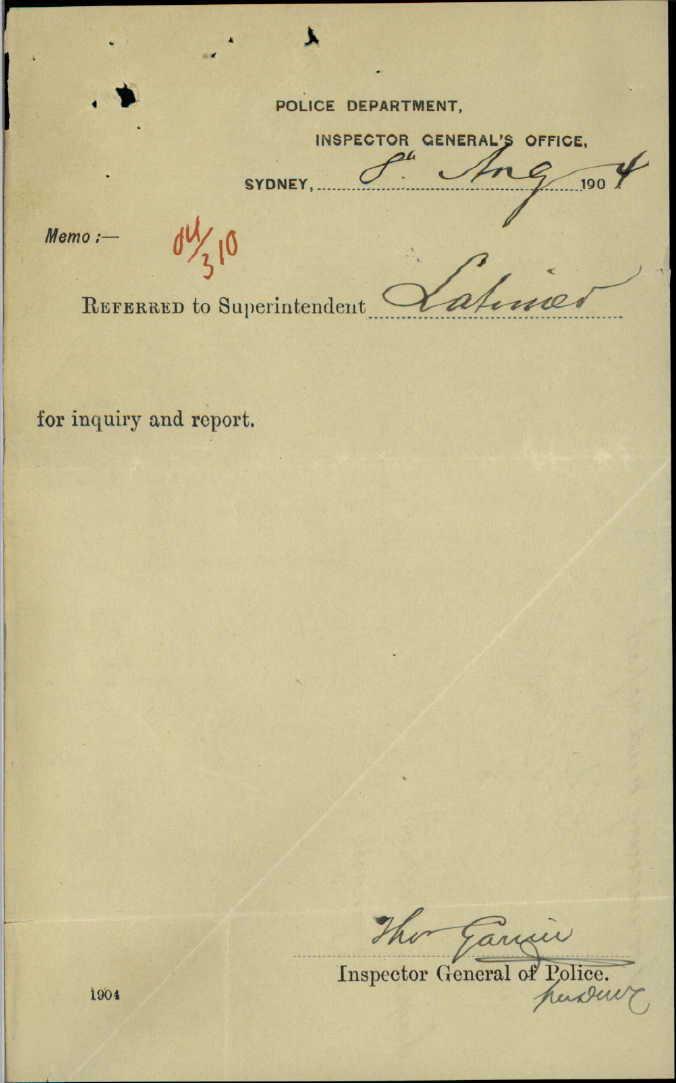 POLICE DEPARTMENT,
INSPECTOR GENERAL'S OFFICE,
SYDNEY, 8th Aug 1904
Memo :—
04/310
REFERRED to Superintendent Latimer
for inquiry and report.
Thos Garvin
Inspector General of Police.
1904